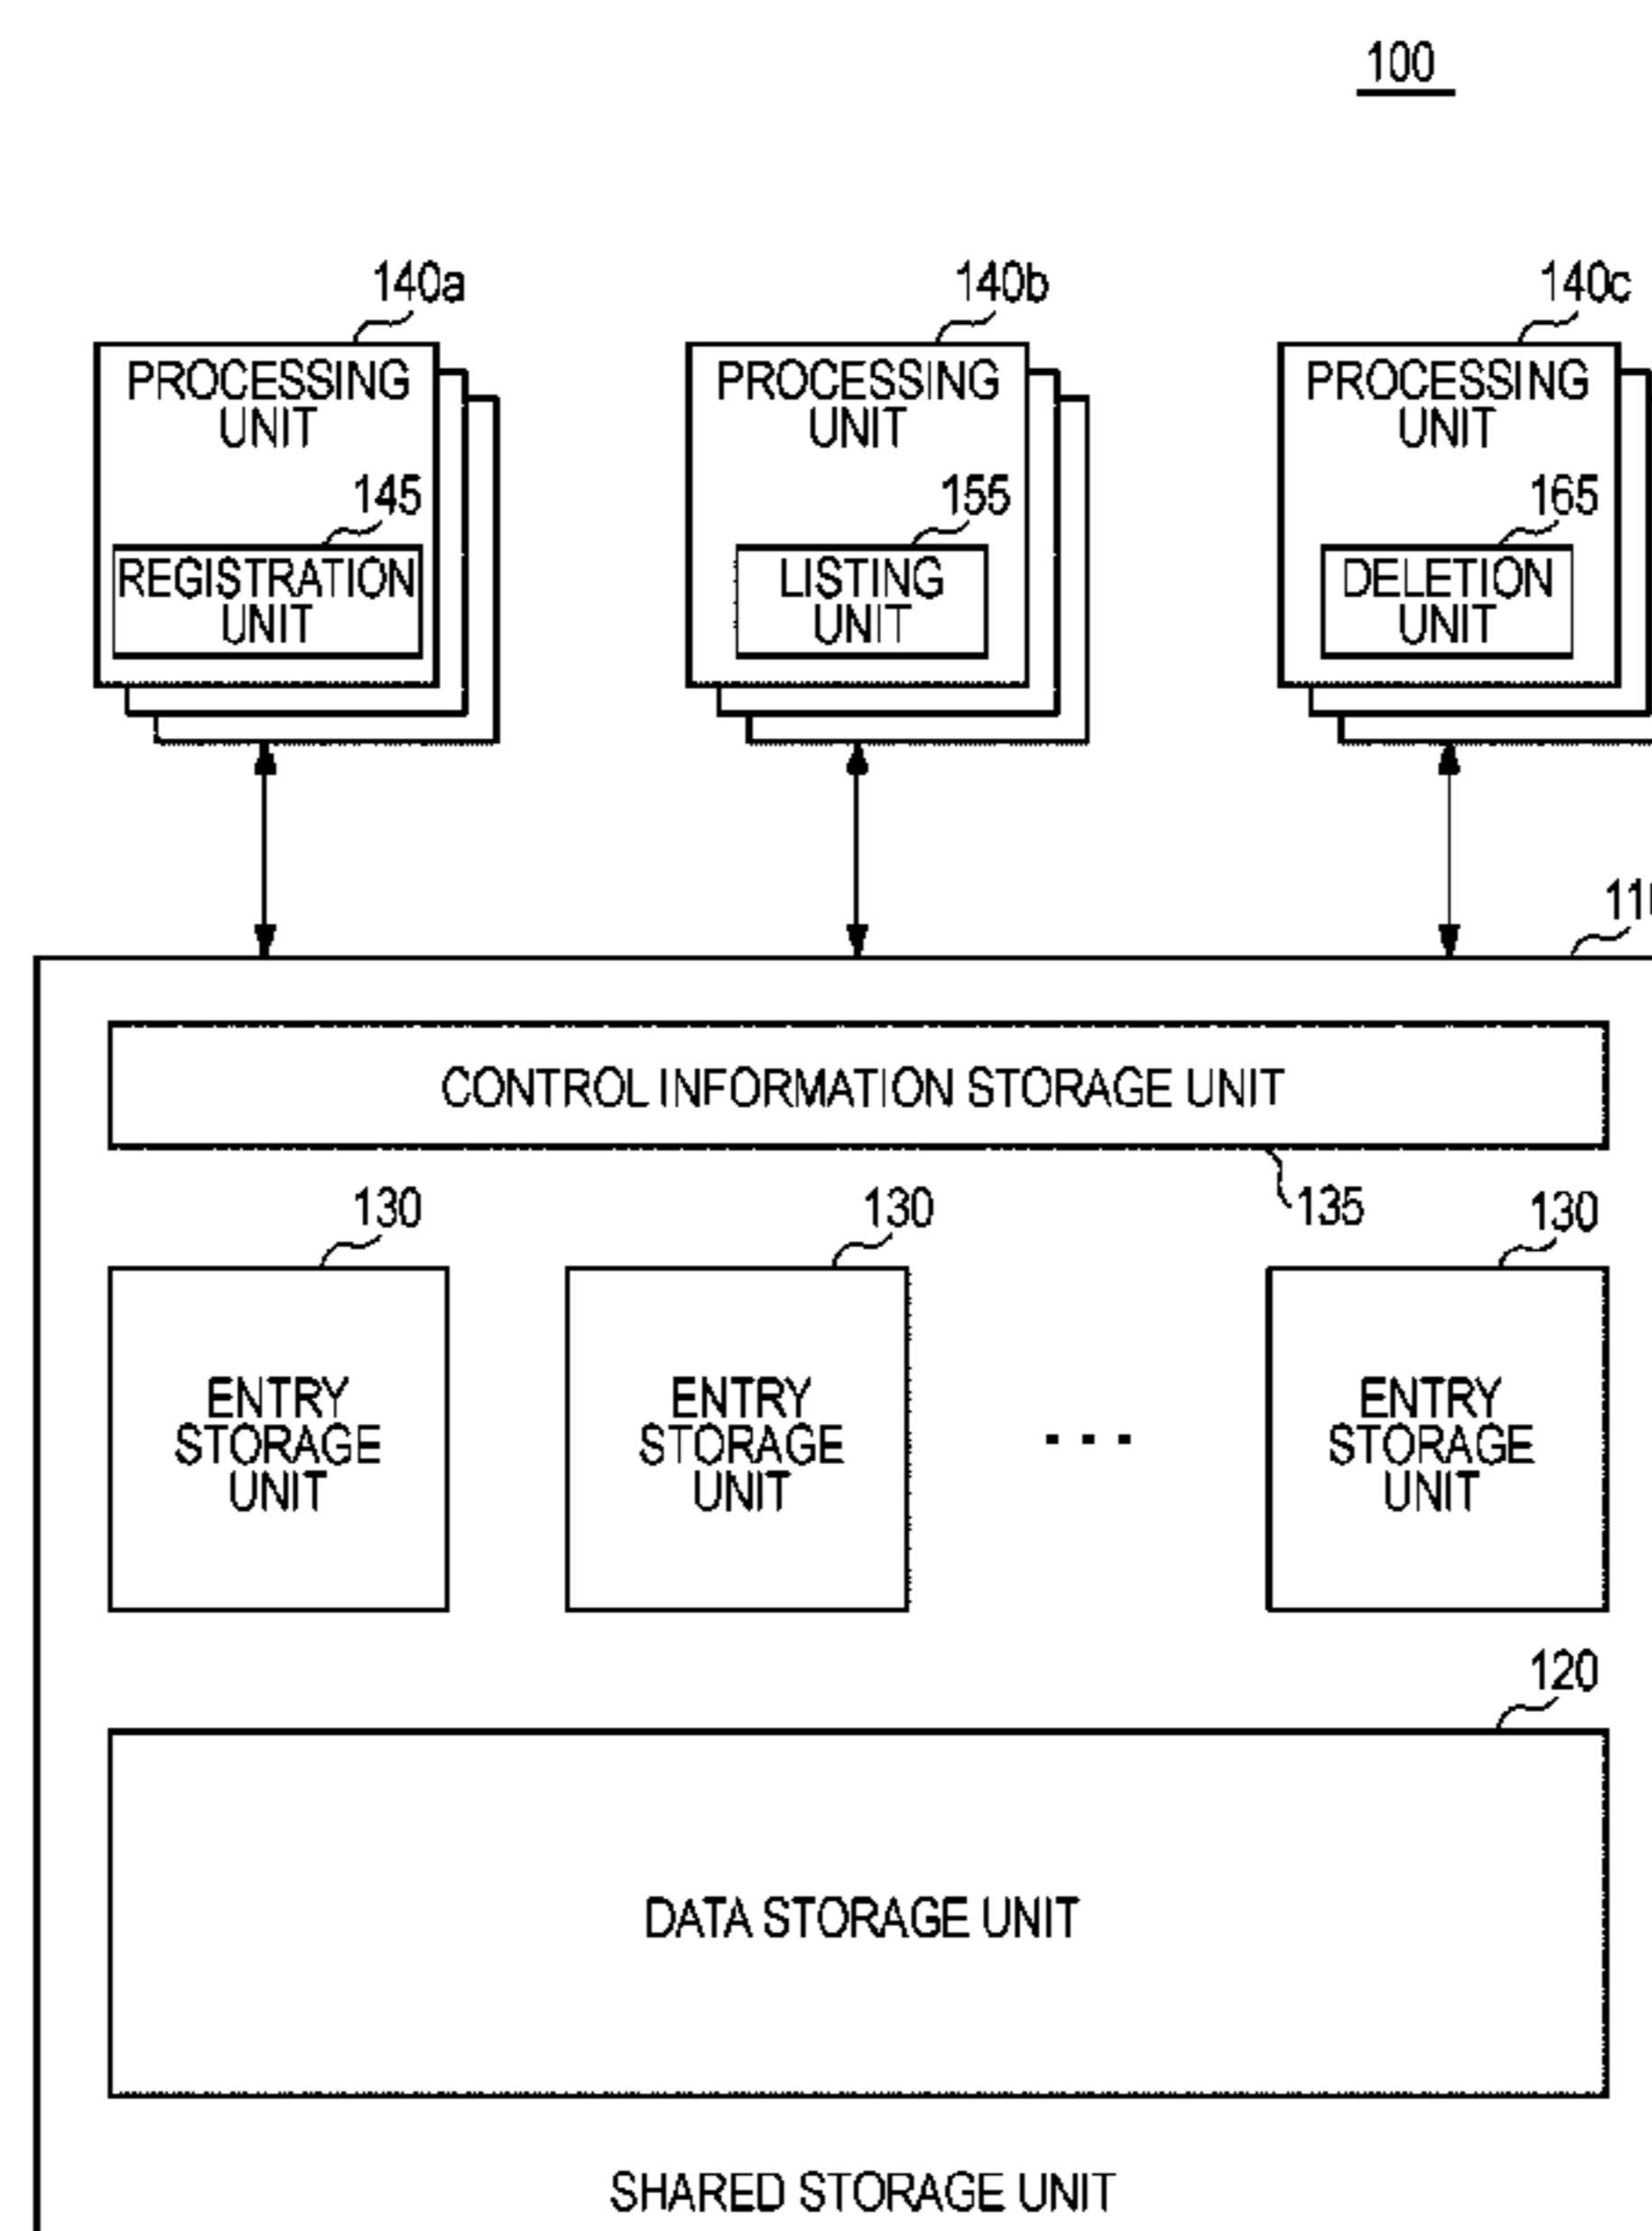 100
140a
140b
140c
PROCESSING
UNIT
PROCESSING
UNIT
PROCESSING
UNIT
145
155
165
REGISTRATION
UNIT
LISTING
UNIT
DELETION
UNIT
CONTROL INFORMATION STORAGE UNIT
130
130
135
130
ENTRY
STORAGE
UNIT
ENTRY
STORAGE
UNIT
...
ENTRY
STORAGE
UNIT
120
DATA STORAGE UNIT
SHARED STORAGE UNIT